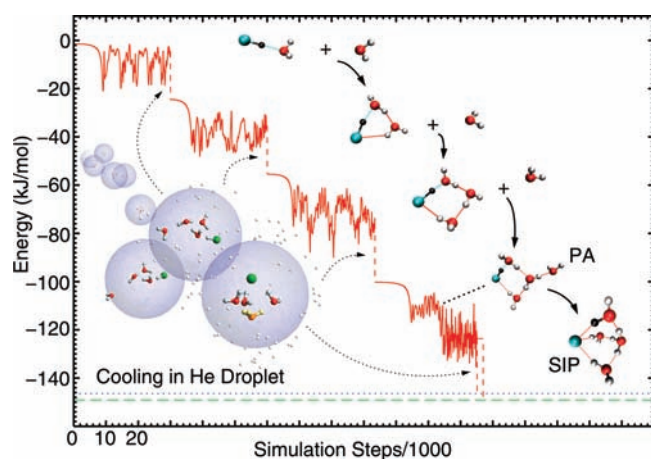 0
−20
−40
−60
−80
−100
−120
−140
Energy (kJ/mol)
+
+
+
PA
SIP
Cooling in He Droplet
0 10 20
Simulation Steps/1000